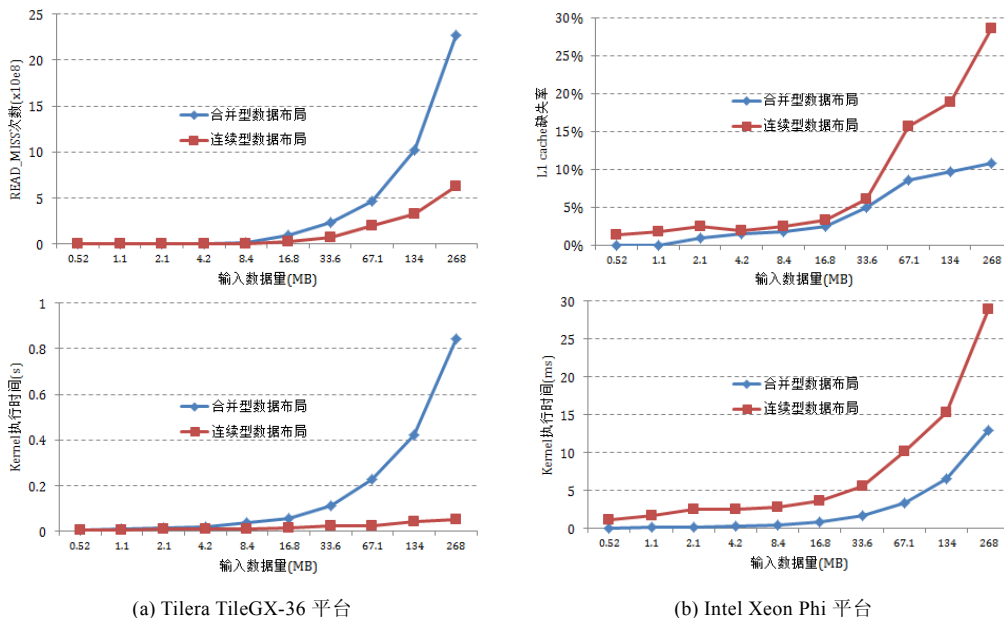 25
20
15
10
5
0
READ_MISS次数(x10e8)
合并型数据布局
连续型数据布局
0.52 1.1 2.1 4.2 8.4 16.8 33.6 67.1 134 268
输入数据量(MB)
30%
25%
20%
15%
10%
5%
0%
L1 cache缺失率
合并型数据布局
连续型数据布局
0.52 1.1 2.1 4.2 8.4 16.8 33.6 67.1 134 268
输入数据量(MB)
1
0.8
0.6
0.4
0.2
0
Kernel执行时间(s)
合并型数据布局
连续型数据布局
0.52 1.1 2.1 4.2 8.4 16.8 33.6 67.1 134 268
输入数据量(MB)
30
25
20
15
10
5
0
Kernel执行时间(ms)
合并型数据布局
连续型数据布局
0.52 1.1 2.1 4.2 8.4 16.8 33.6 67.1 134 268
输入数据量(MB)
(a) Tilera TileGX-36 平台
(b) Intel Xeon Phi 平台